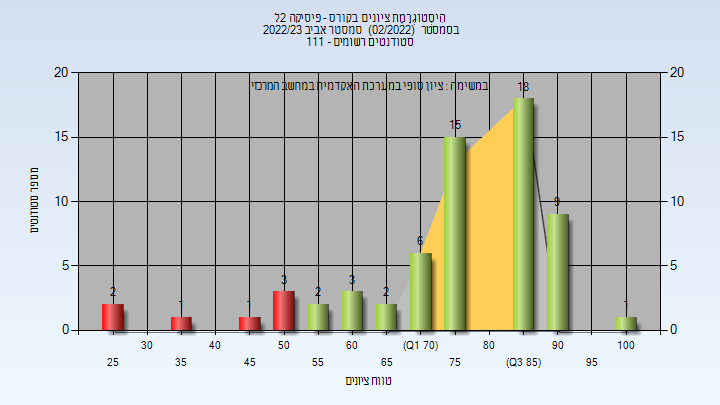 היסטוגרמת ציונים בקורס - פיסיקה 2ל
בסמסטר (02/2022) סמסטר אביב 2022/23
סטודנטים רשומים - 111
במשימה : ציון סופי במערכת האקדמית במחשב המרכזי
20
15
10
5
0
20
15
10
5
0
מספר סטודנטים
2
1
1
3
2
3
2
6
15
18
9
1
30 40 50 60 (Q1 70) 80 90 100
25 35 45 55 65 75 (Q3 85) 95
טווח ציונים